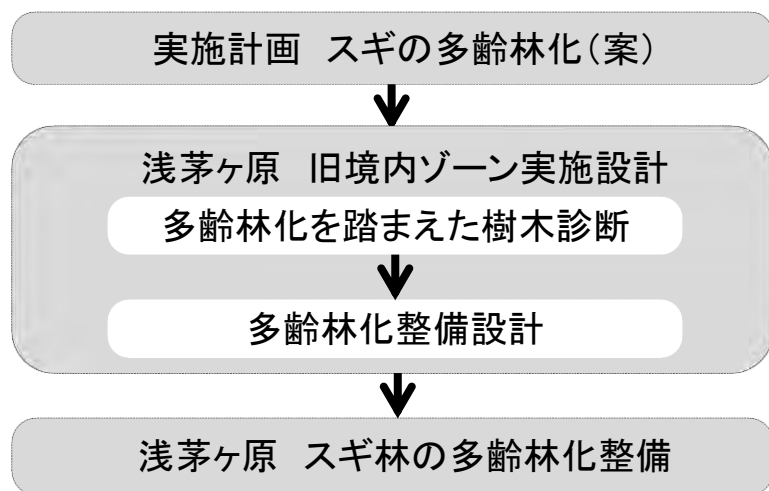 実施計画　スギの多齢林化（案）
浅茅ヶ原　旧境内ゾーン実施設計
多齢林化を踏まえた樹木診断
多齢林化整備設計
浅茅ヶ原　スギ林の多齢林化整備